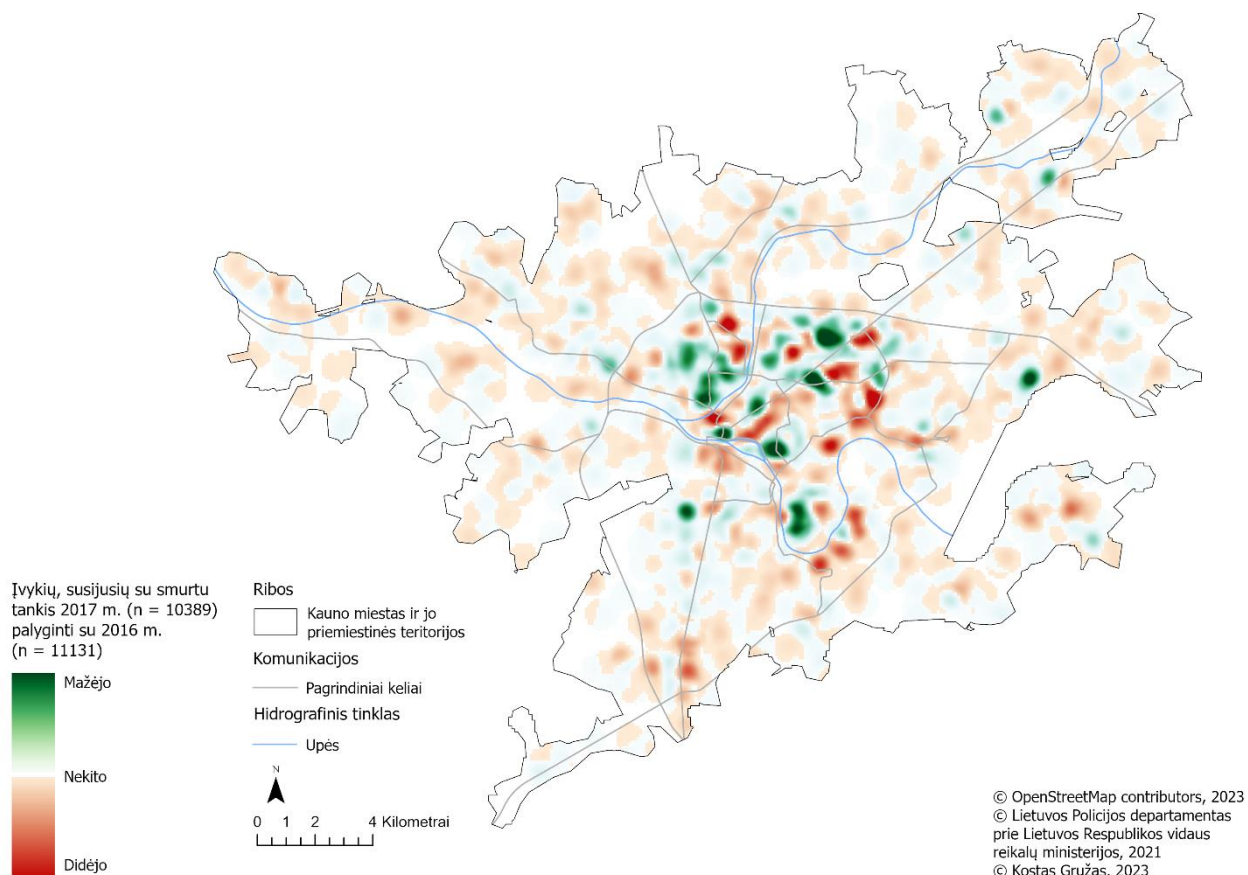 Įvykių, susijusių su smurtu
tankis 2017 m. (n = 10389)
palyginti su 2016 m.
(n = 11131)
Mažėjo
Nekito
Didėjo
Ribos
Kauno miestas ir jo
priemiestinės teritorijos
Komunikacijos
Pagrindiniai keliai
Hidrografinis tinklas
Upės
N
0 1 2 4 Kilometrai
© OpenStreetMap contributors, 2023
© Lietuvos Policijos departamentas
prie Lietuvos Respublikos vidaus
reikalų ministerijos, 2021
© Kostas Gružas, 2023